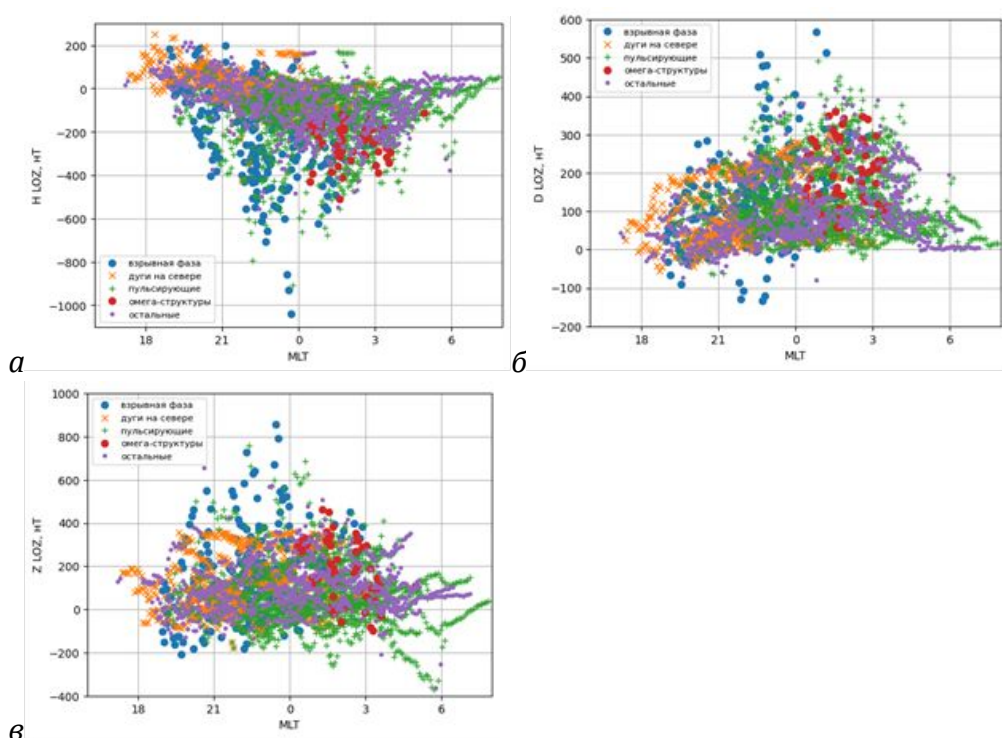 H LOZ, нТ
200
0
-200
-400
-600
-800
-1000
взрывная фаза
дуги на севере
пульсирующие
омега-структуры
остальные
18 21 0 3 6
MLT
а
D LOZ, нТ
600
500
400
300
200
100
0
-100
-200
взрывная фаза
дуги на севере
пульсирующие
омега-структуры
остальные
18 21 0 3 6
MLT
б
Z LOZ, нТ
1000
800
600
400
200
0
-200
-400
взрывная фаза
дуги на севере
пульсирующие
омега-структуры
остальные
18 21 0 3 6
MLT
в